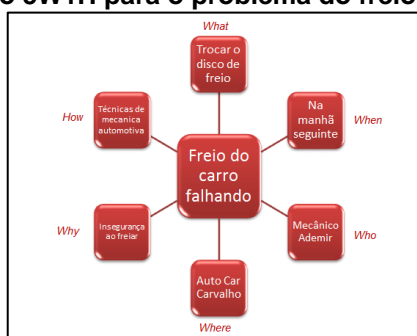 5W1H para o problema do freio
What
Trocar o
disco de
freio
How
Técnicas de
mecanica
automotiva
Na
manhã
seguinte
When
Freio do
carro
falhando
Why
Insegurança
ao freiar
Mecânico
Ademir
Who
Auto Car
Carvalho
Where